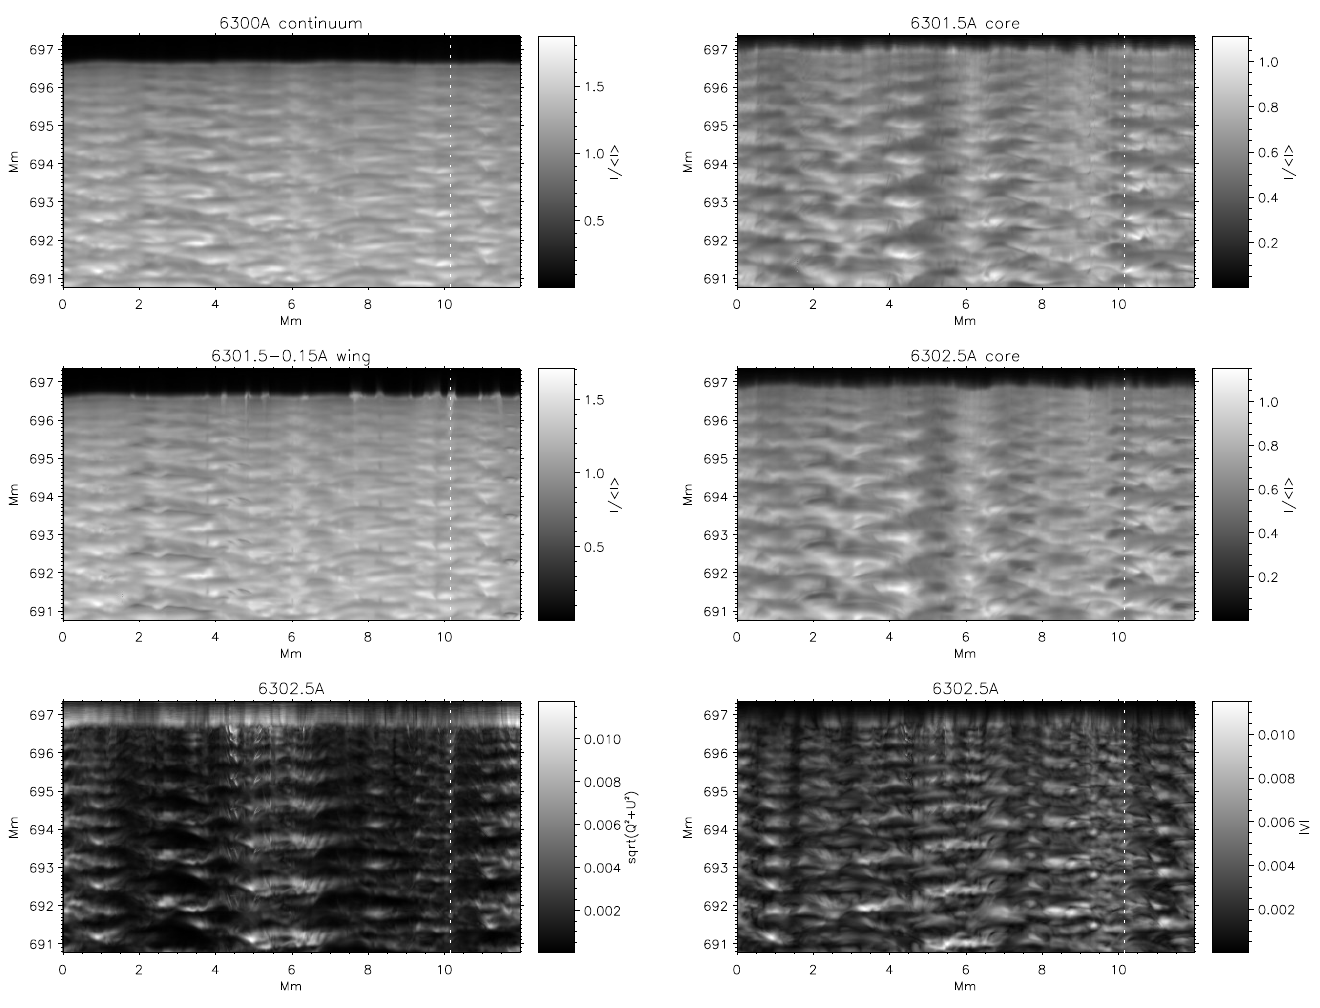 6300A continuum
697
696
695
694
693
692
691
Mm
0 2 4 6 8 10
Mm
1.5
1.0
0.5
I/<I>
6301.5A core
697
696
695
694
693
692
691
Mm
0 2 4 6 8 10
Mm
1.0
0.8
0.6
0.4
0.2
I/<I>
6301.5-0.15A wing
697
696
695
694
693
692
691
Mm
0 2 4 6 8 10
Mm
1.5
1.0
0.5
I/<I>
6302.5A core
697
696
695
694
693
692
691
Mm
0 2 4 6 8 10
Mm
1.0
0.8
0.6
0.4
0.2
I/<I>
6302.5A
697
696
695
694
693
692
691
Mm
0 2 4 6 8 10
Mm
0.010
0.008
0.006
0.004
0.002
sqrt(Q²+U²)
6302.5A
697
696
695
694
693
692
691
Mm
0 2 4 6 8 10
Mm
0.010
0.008
0.006
0.004
0.002
|V|